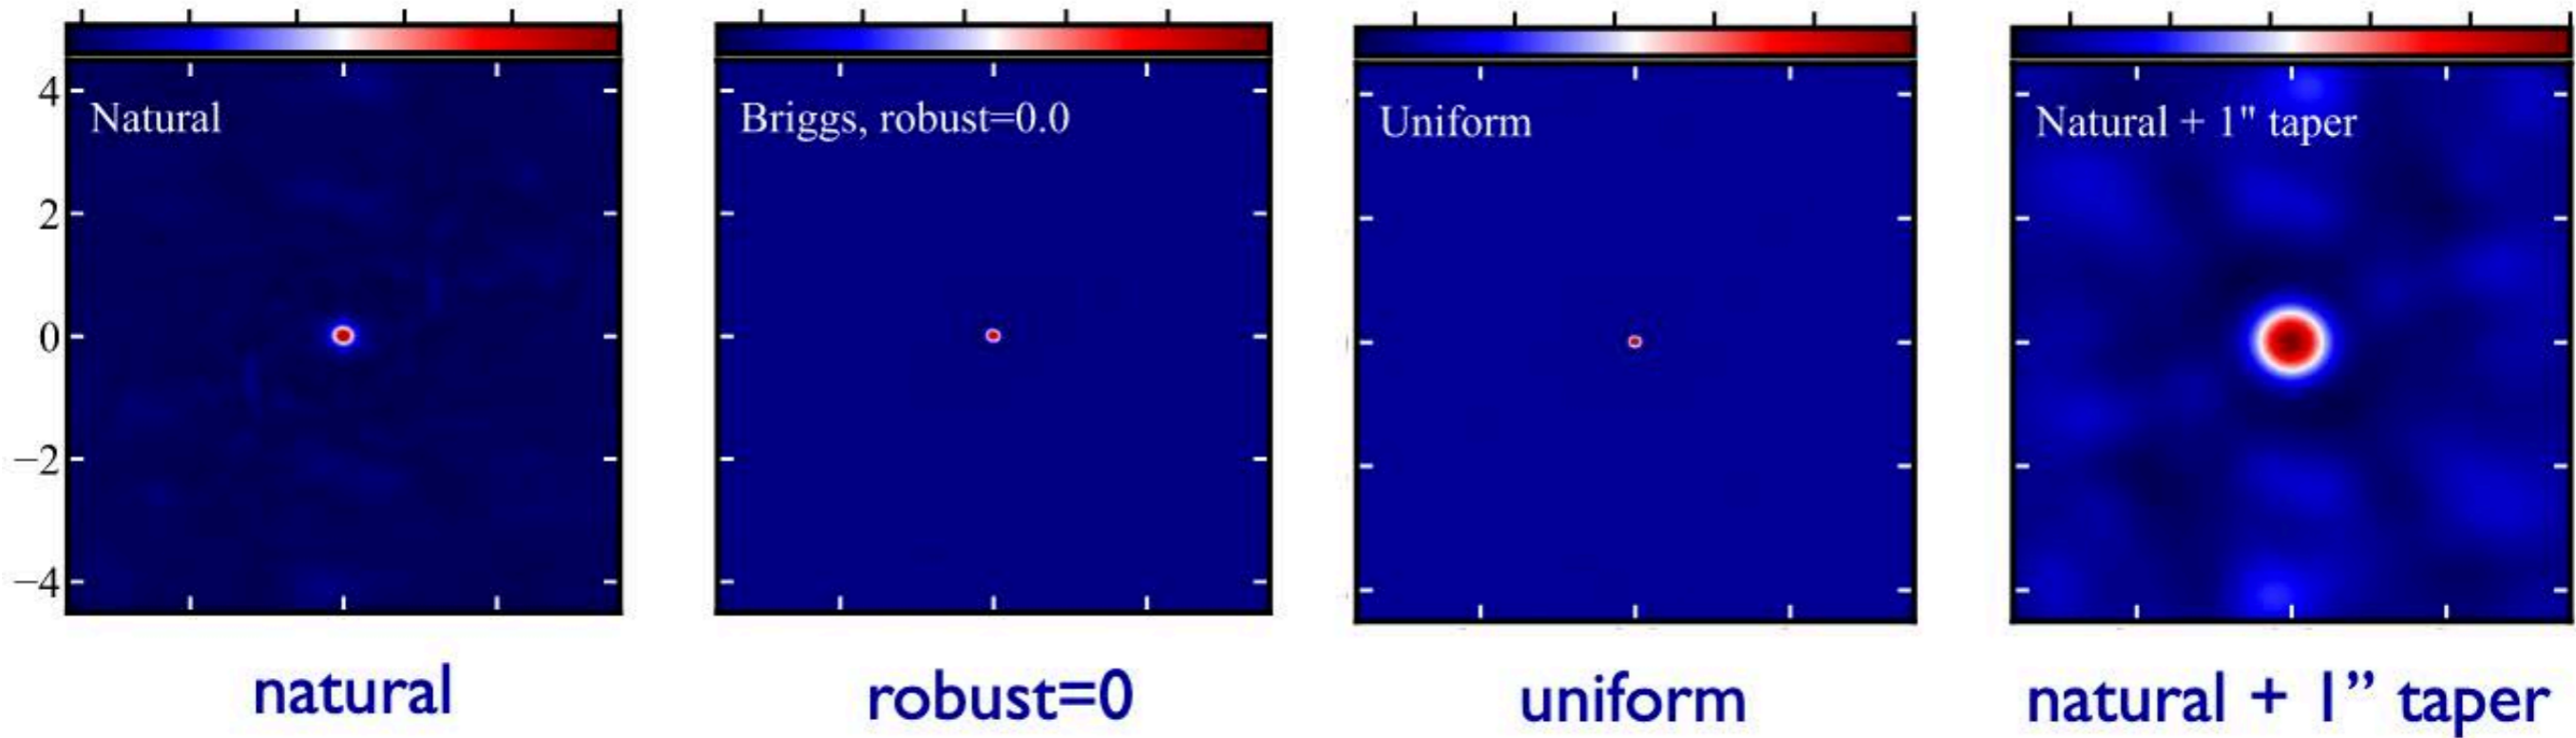 Natural
Briggs, robust=0.0
Uniform
Natural + 1" taper
4
2
0
−2
−4
natural
robust=0
uniform
natural + 1” taper